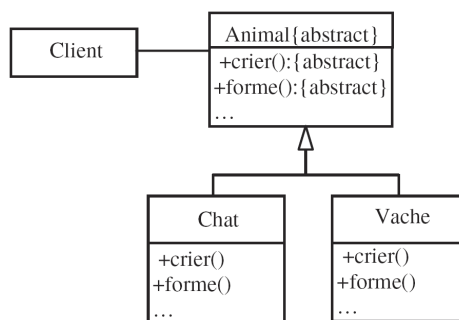 Client
Animal{abstract}
+crier():{abstract}
+forme():{abstract}
...
Chat
+crier()
+forme()
...
Vache
+crier()
+forme()
...